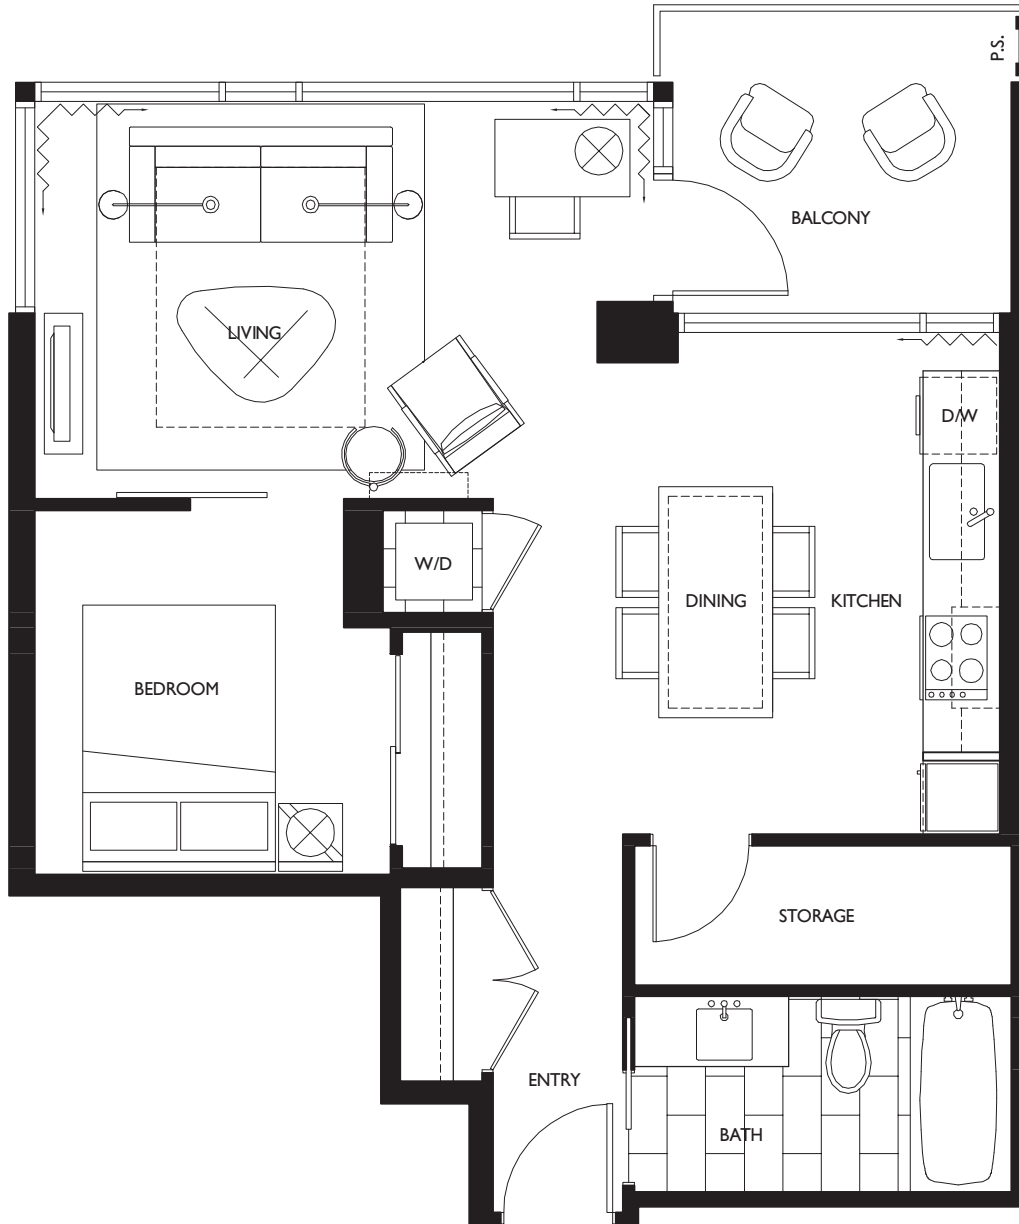 P.S.
BALCONY
LIVING
D/W
W/D
DINING
KITCHEN
BEDROOM
STORAGE
ENTRY
BATH